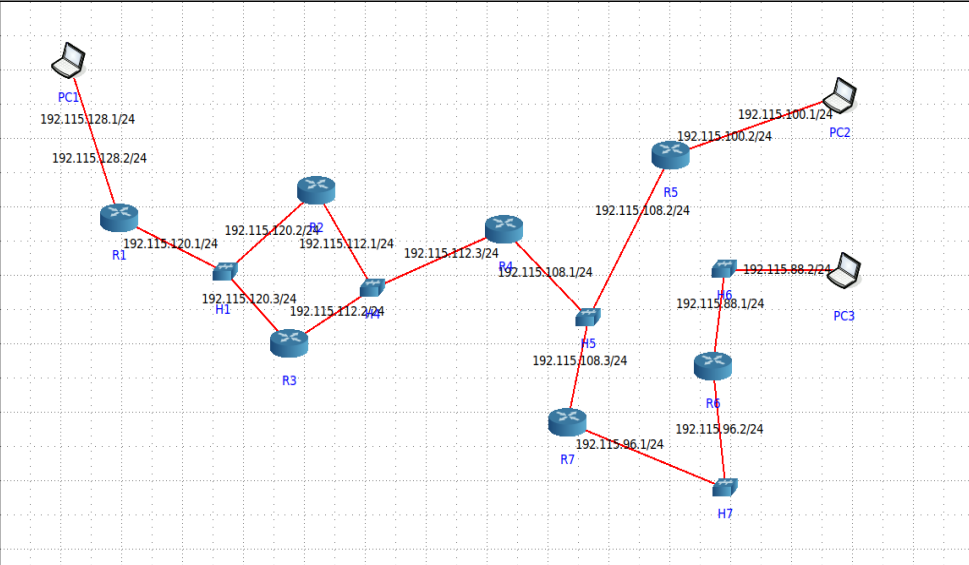 PC1
192.115.128.1/24
192.115.128.2/24
R1
192.115.120.1/24
192.115.120.2/24
R2
192.115.112.1/24
H1
192.115.120.3/24
192.115.112.2/24
H4
R3
192.115.112.3/24
R4
192.115.108.1/24
192.115.108.2/24
R5
192.115.100.2/24
192.115.100.1/24
PC2
H5
192.115.108.3/24
R7
192.115.96.1/24
H7
192.115.96.2/24
R6
192.115.88.1/24
H6
192.115.88.2/24
PC3